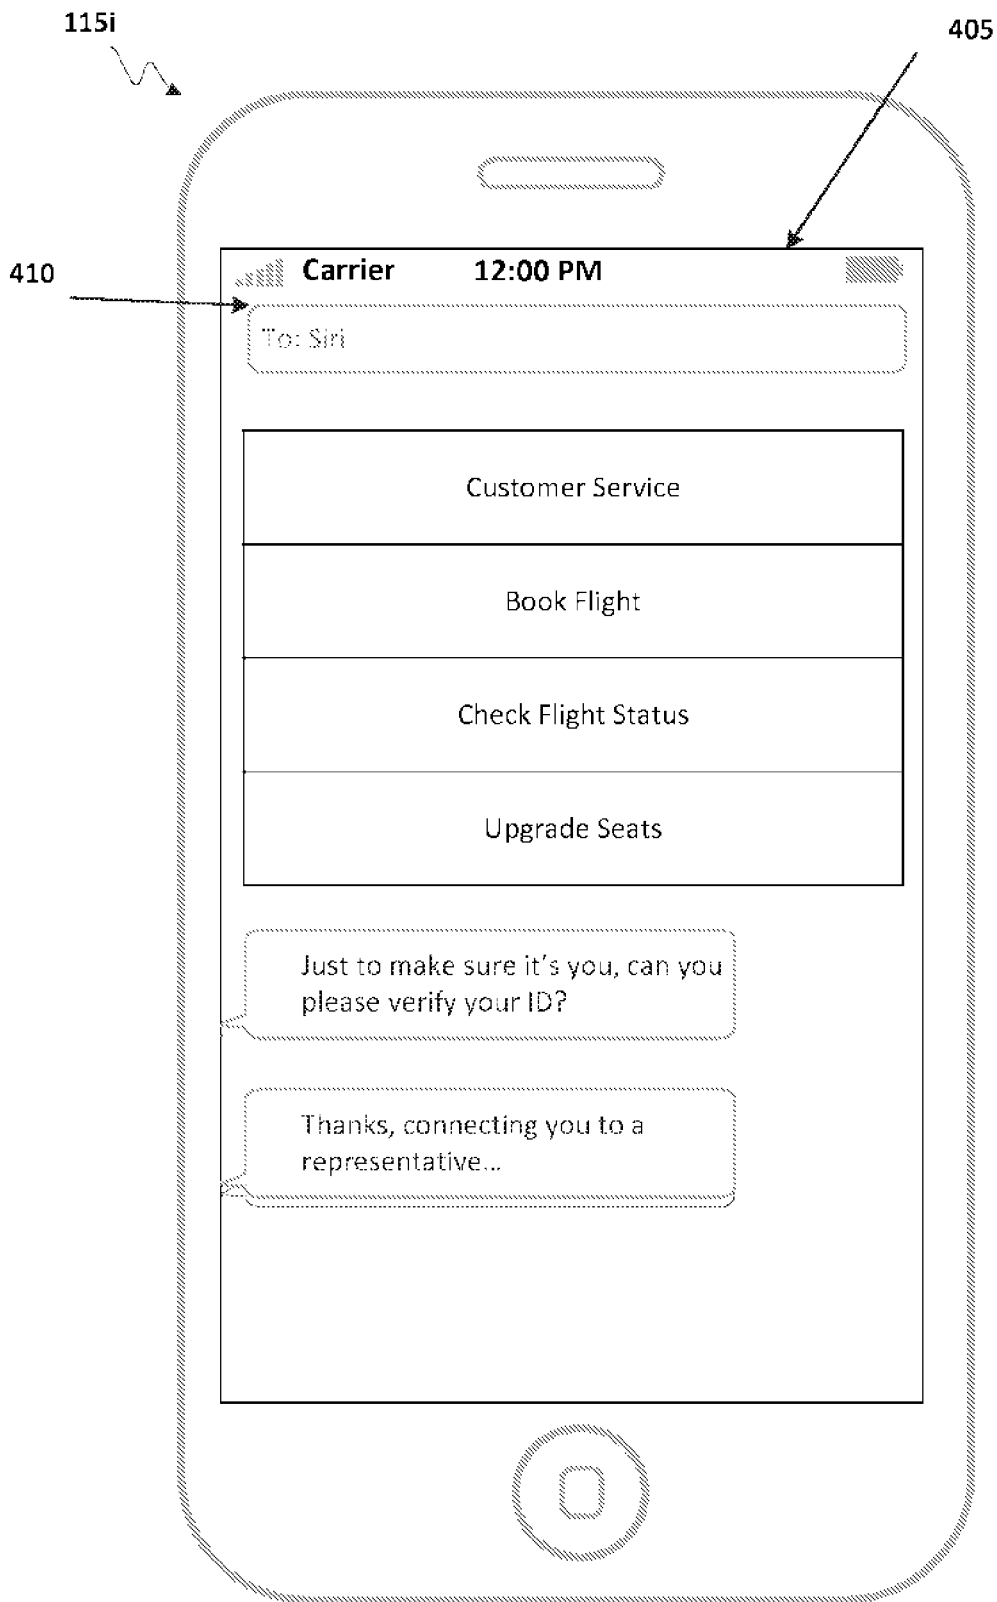 115i
405
410
Carrier 12:00 PM
To: Siri
Customer Service
Book Flight
Check Flight Status
Upgrade Seats
Just to make sure it's you, can you
please verify your ID?
Thanks, connecting you to a
representative...